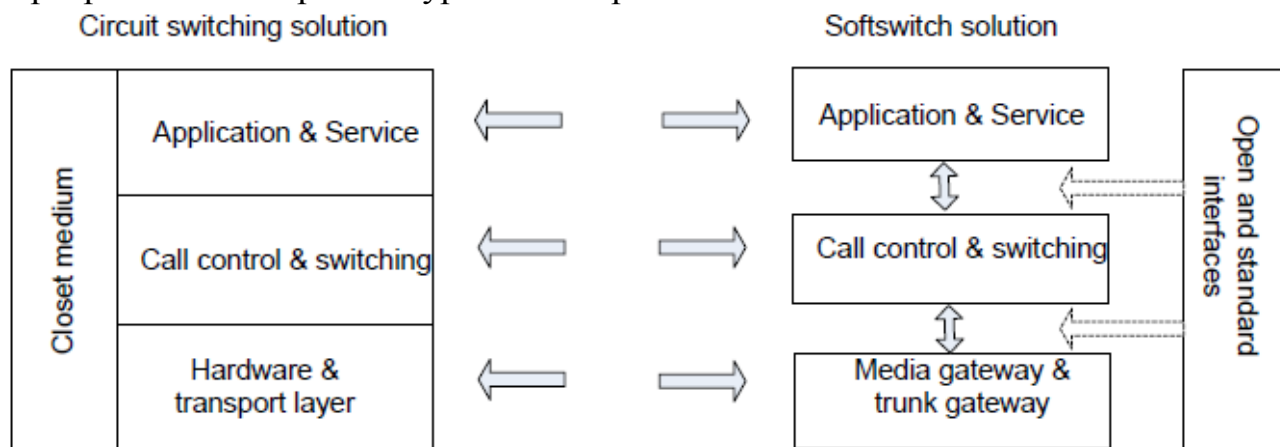 Circuit switching solution
Softswitch solution
Closet medium
Application & Service
Call control & switching
Hardware &
transport layer
Application & Service
Call control & switching
Media gateway &
trunk gateway
Open and standard
interfaces